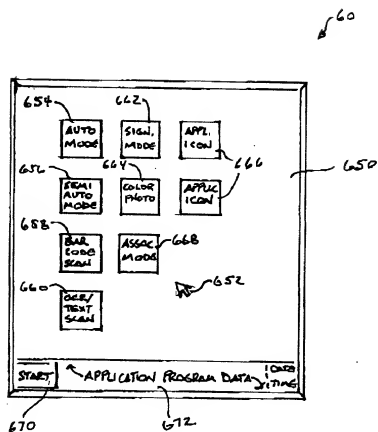 60
654
662
AUTO
MODE
SIGN.
MODE
APPL.
ICON
666
650
656
664
SEMI
AUTO
MODE
COLOR
PHOTO
APPLIC
ICON
658
668
BAR
CODE
SCAN
ASSOC
MODE
660
652
OCR/
TEXT
SCAN
START
APPLICATION PROGRAM DATA
DATE
TIME
670
672